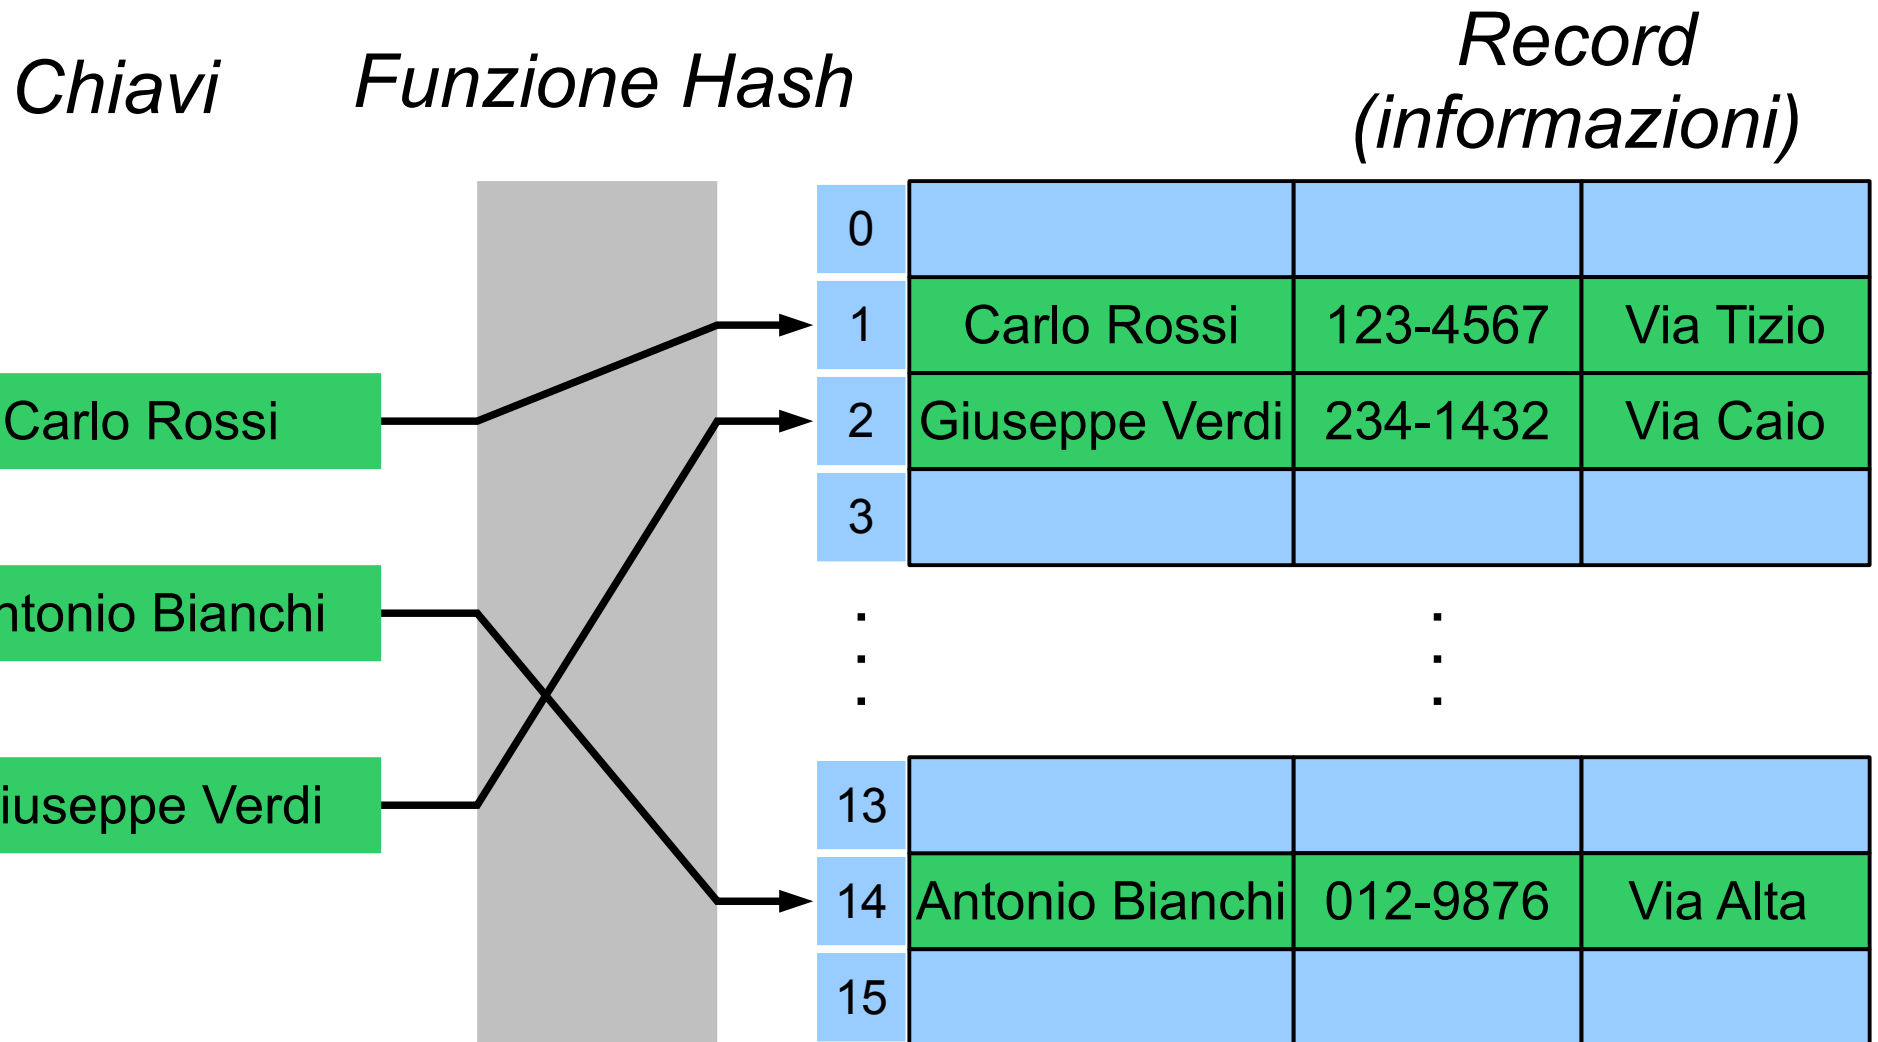 Chiavi
Funzione Hash
Record
(informazioni)
0
1 Carlo Rossi 123-4567 Via Tizio
Carlo Rossi
2 Giuseppe Verdi 234-1432 Via Caio
3
ntonio Bianchi
iuseppe Verdi
13
14 Antonio Bianchi 012-9876 Via Alta
15